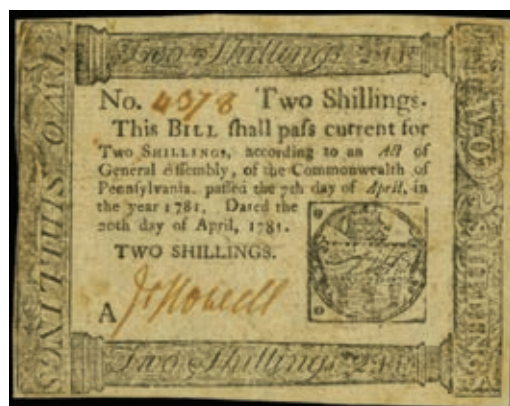 Two Shillings
No. 4378 Two Shillings.
This BILL ſhall paſs current for
TWO SHILLINGS, according to an Act of
General Aſſembly, of the Commonwealth of
Pennſylvania. paſſed the 7th day of April, in
the year 1781. Dated the
20th day of April, 1781.
TWO SHILLINGS.
A
Two Shillings
TWO SHILLINGS